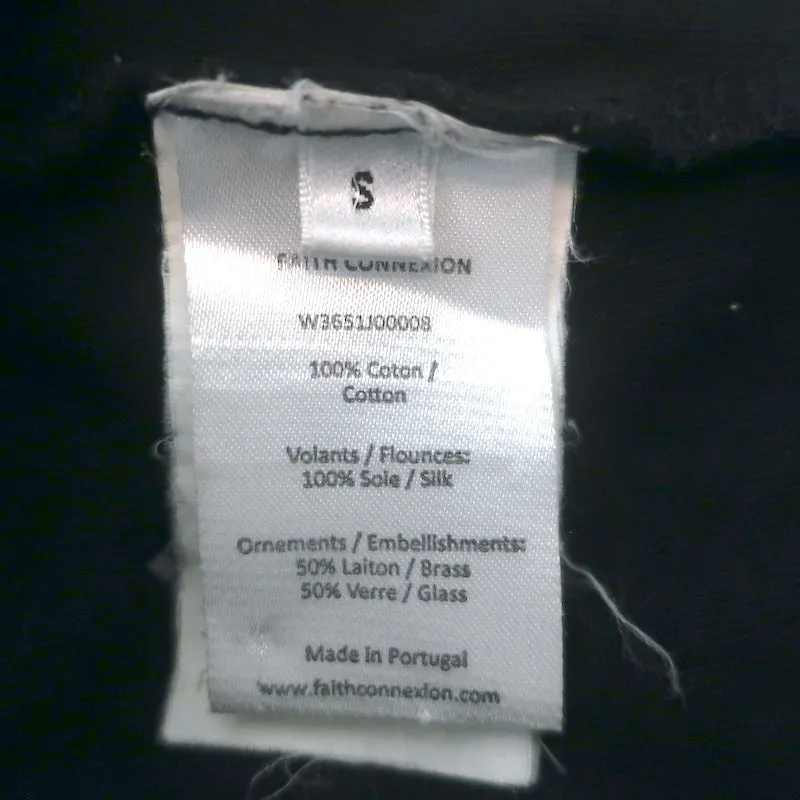 S
FAITH CONNEXION
W3651J00008
100% Coton /
Cotton
Volants / Flounces:
100% Soie / Silk
Ornements / Embellishments:
50% Laiton / Brass
50% Verre / Glass
Made in Portugal
www.faithconnexion.com